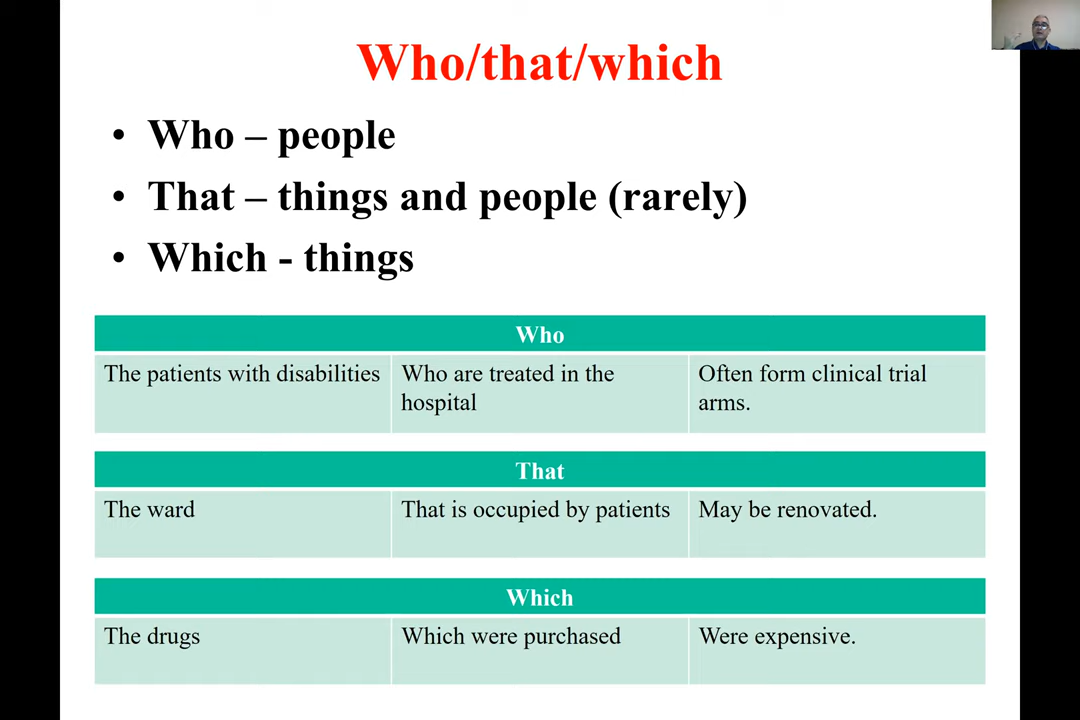 Who/that/which
• Who – people
• That – things and people (rarely)
• Which - things
Who
The patients with disabilities
Who are treated in the
hospital
Often form clinical trial
arms.
That
The ward
That is occupied by patients
May be renovated.
Which
The drugs
Which were purchased
Were expensive.